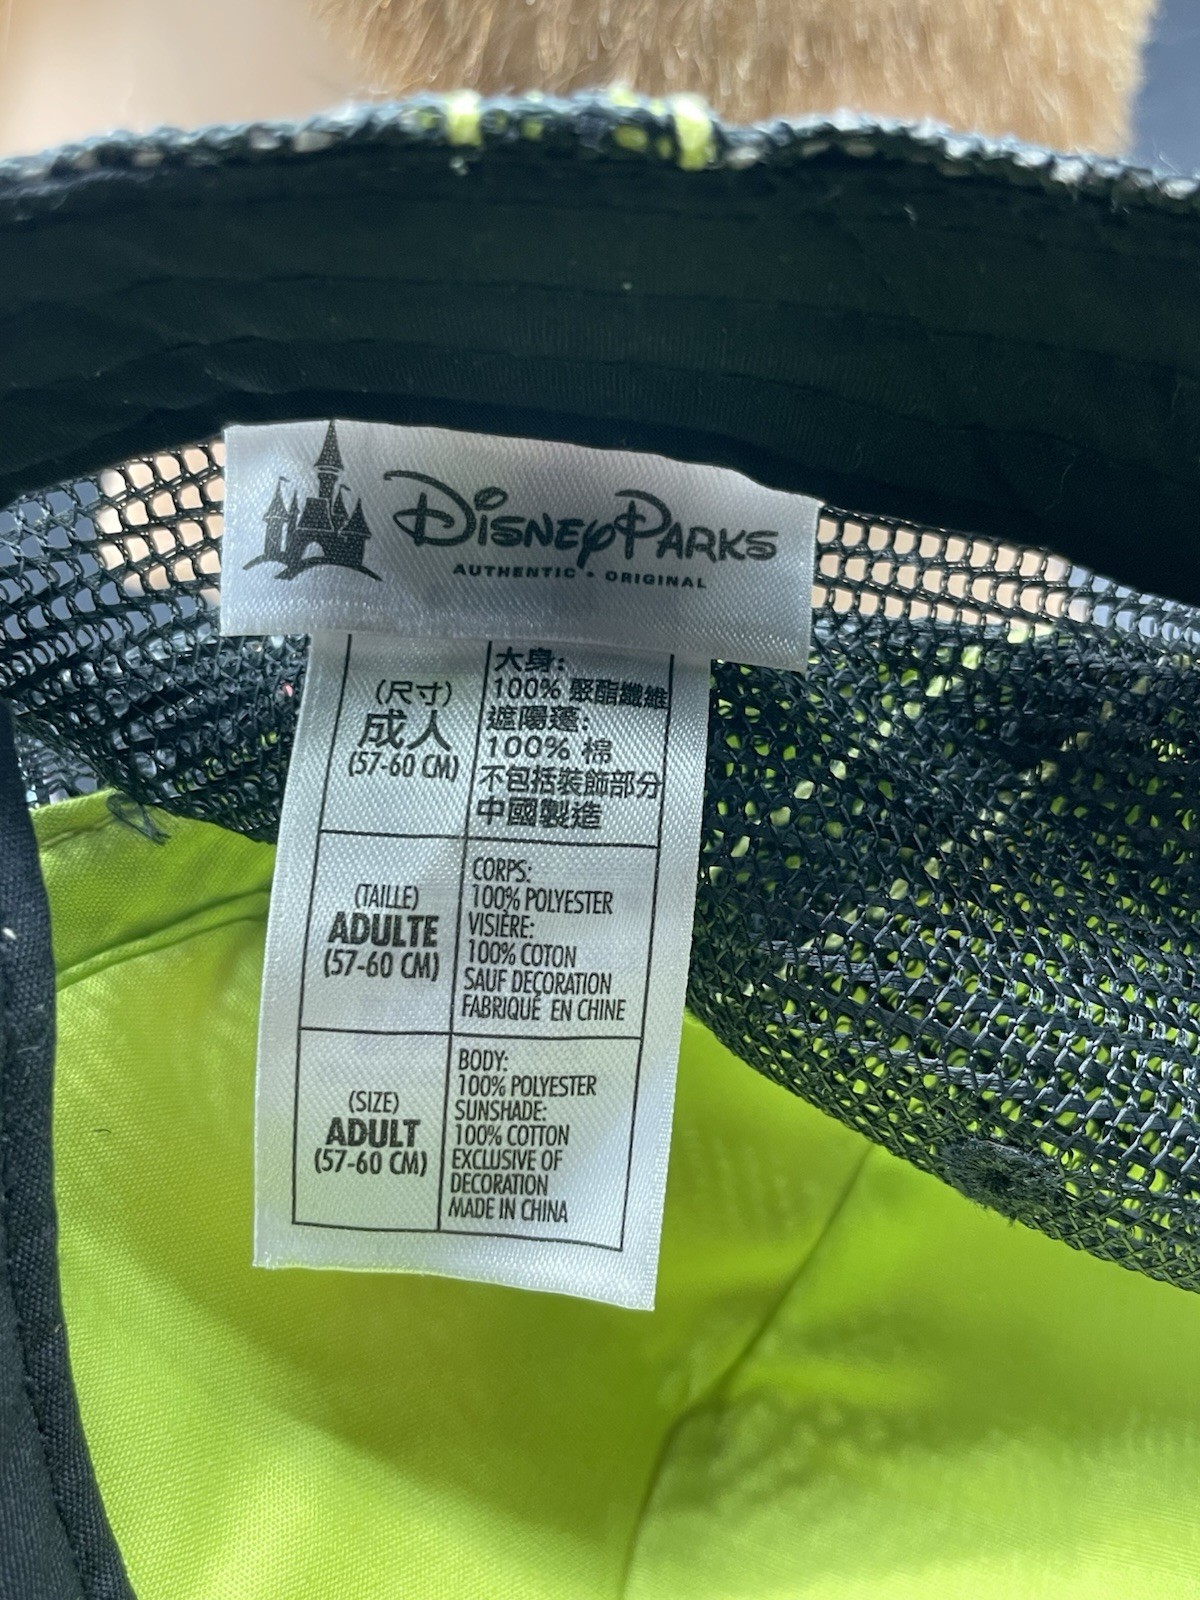 DISNEYPARKS
AUTHENTIC • ORIGINAL
(尺寸)
成人
(57-60 CM)
大身:
100% 聚酯纖維
遮陽蓬:
100% 棉
不包括裝飾部分
中國製造
(TAILLE)
ADULTE
(57-60 CM)
CORPS:
100% POLYESTER
VISIÈRE:
100% COTON
SAUF DECORATION
FABRIQUÉ EN CHINE
(SIZE)
ADULT
(57-60 CM)
BODY:
100% POLYESTER
SUNSHADE:
100% COTTON
EXCLUSIVE OF
DECORATION
MADE IN CHINA